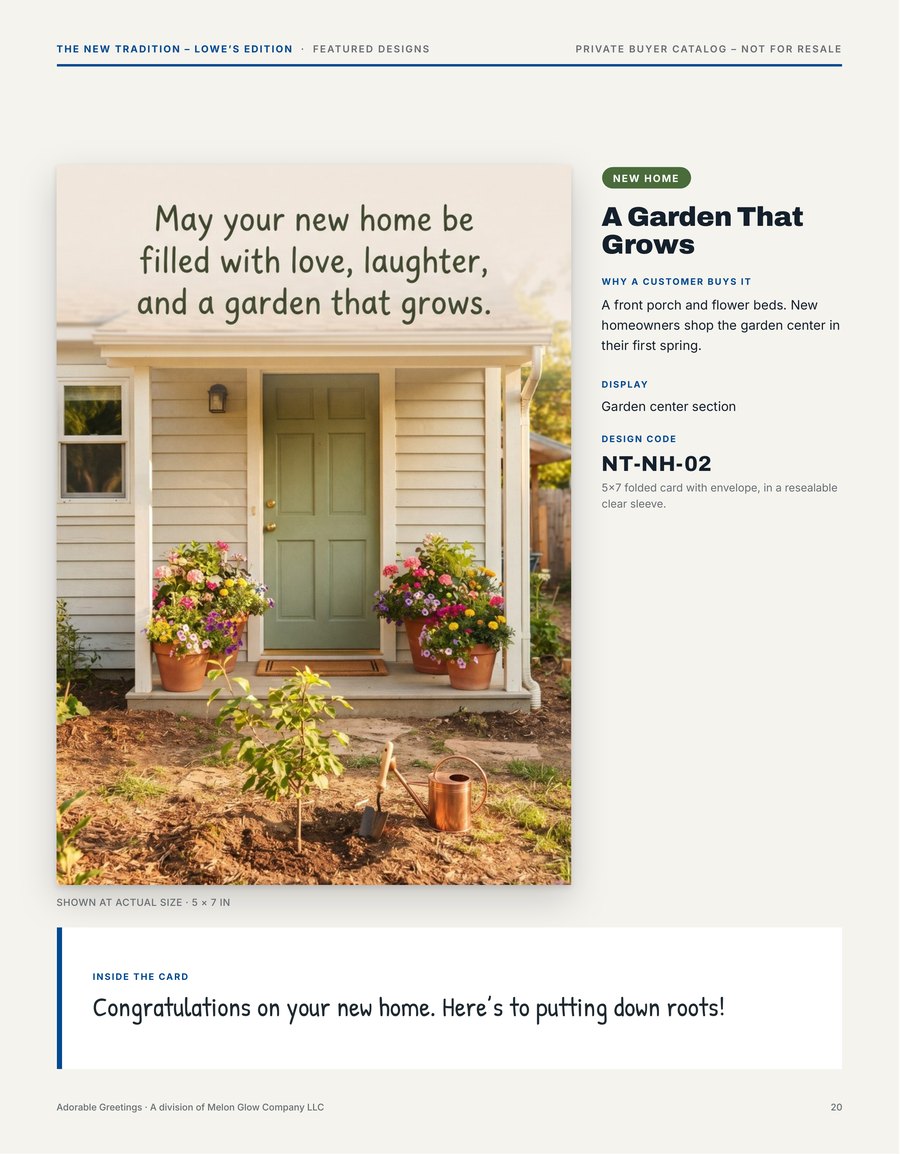 THE NEW TRADITION – LOWE’S EDITION · FEATURED DESIGNS
PRIVATE BUYER CATALOG – NOT FOR RESALE
May your new home be
filled with love, laughter,
and a garden that grows.
SHOWN AT ACTUAL SIZE · 5 × 7 IN
NEW HOME
A Garden That
Grows
WHY A CUSTOMER BUYS IT
A front porch and flower beds. New
homeowners shop the garden center in
their first spring.
DISPLAY
Garden center section
DESIGN CODE
NT-NH-02
5×7 folded card with envelope, in a resealable
clear sleeve.
INSIDE THE CARD
Congratulations on your new home. Here’s to putting down roots!
Adorable Greetings · A division of Melon Glow Company LLC
20